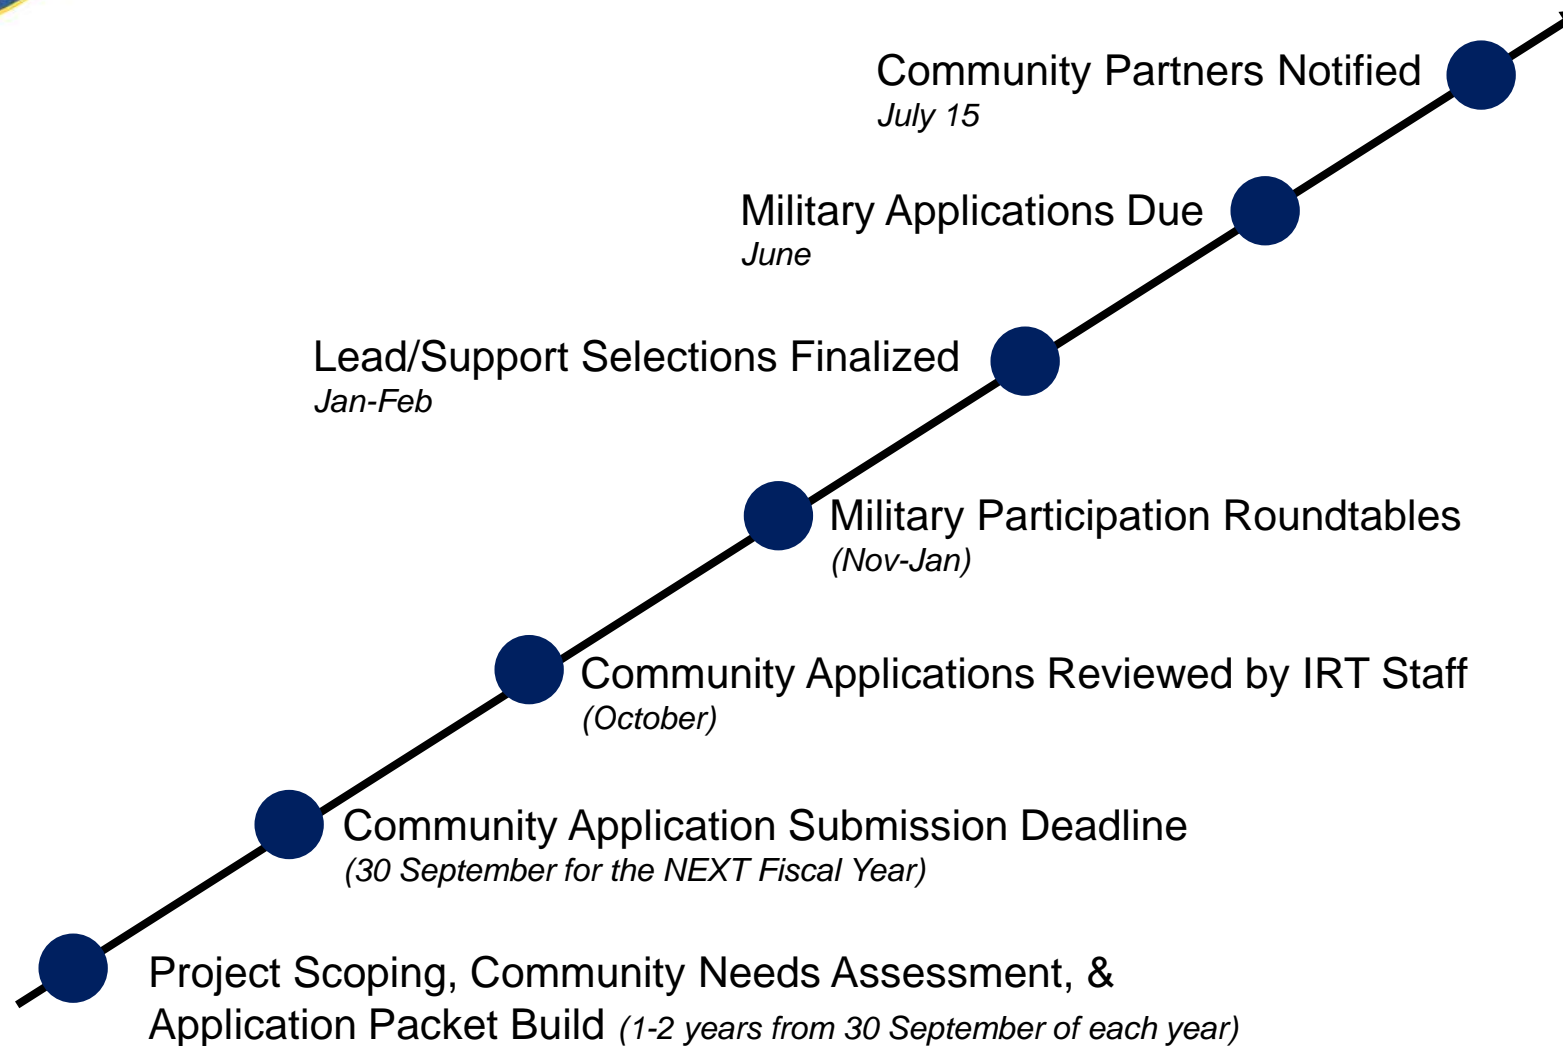 Community Partners Notified
July 15
Military Applications Due
June
Lead/Support Selections Finalized
Jan-Feb
Military Participation Roundtables
(Nov-Jan)
Community Applications Reviewed by IRT Staff
(October)
Community Application Submission Deadline
(30 September for the NEXT Fiscal Year)
Project Scoping, Community Needs Assessment, &
Application Packet Build (1-2 years from 30 September of each year)